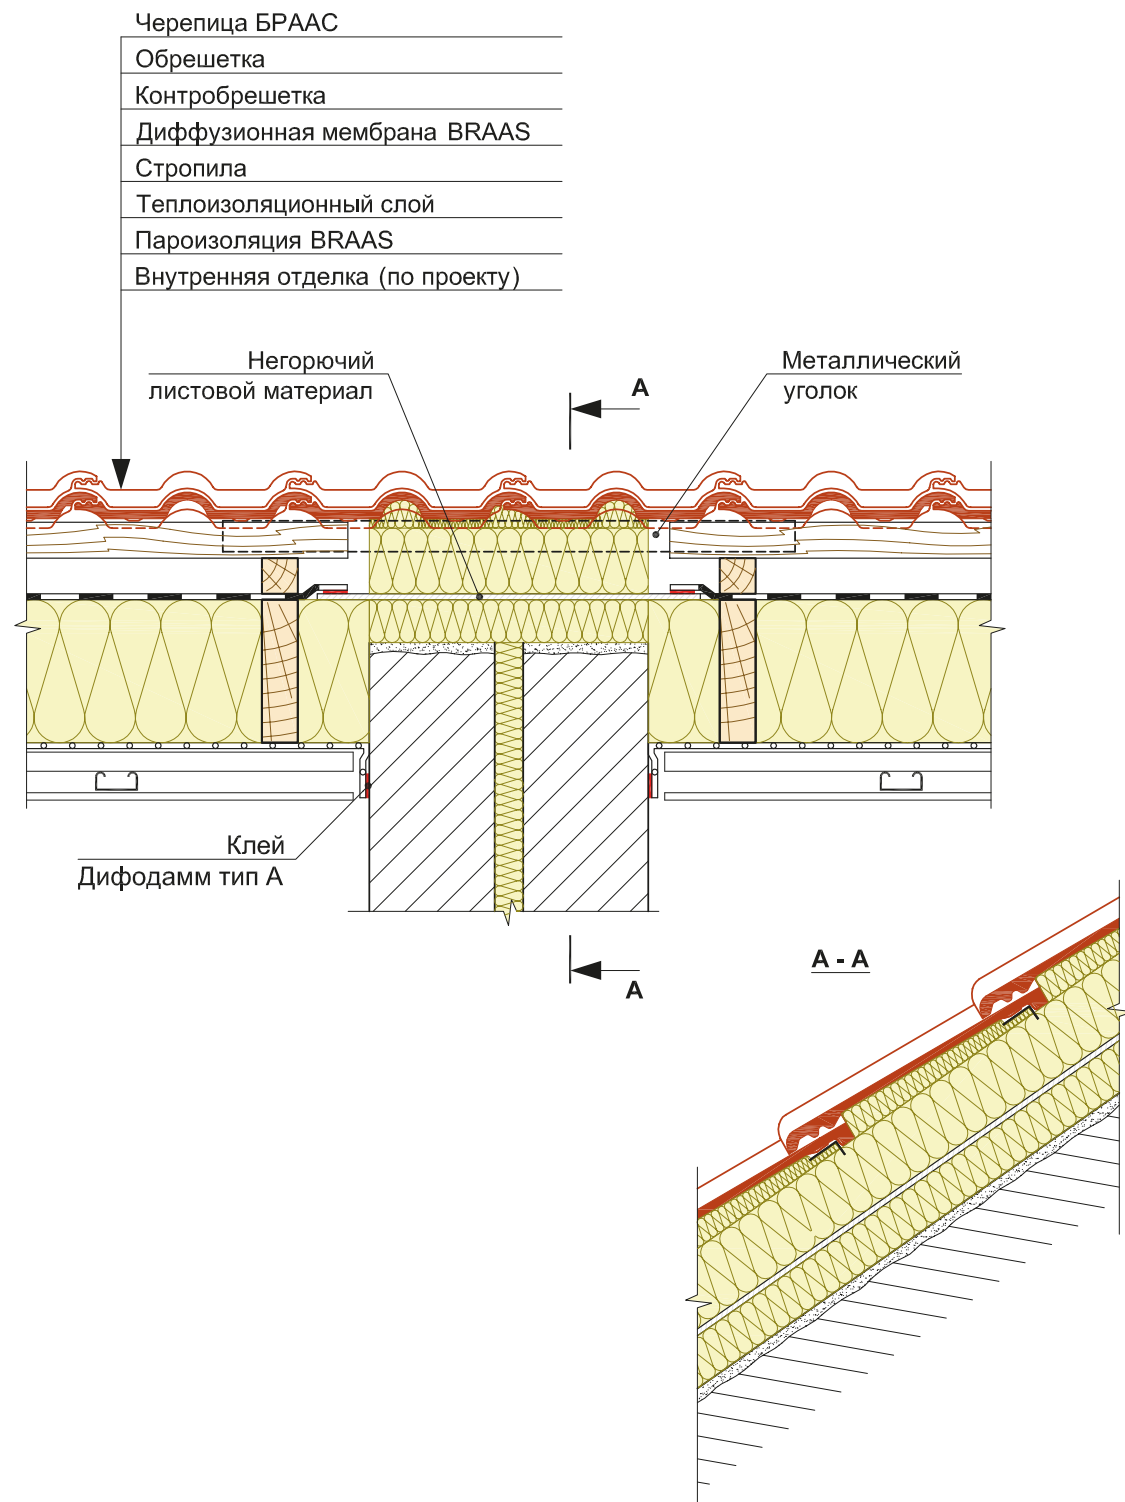 Черепица БРААС
Обрешетка
Контробрешетка
Диффузионная мембрана BRAAS
Стропила
Теплоизоляционный слой
Пароизоляция BRAAS
Внутренняя отделка (по проекту)
Негорючий
листовой материал
А
Металлический
уголок
Клей
Дифодамм тип А
А
А - А